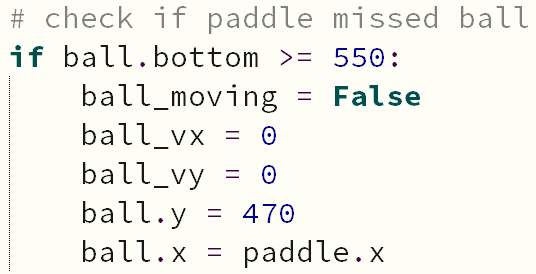 # check if paddle missed ball
if ball.bottom >= 550:
    ball_moving = False
    ball_vx = 0
    ball_vy = 0
    ball.y = 470
    ball.x = paddle.x